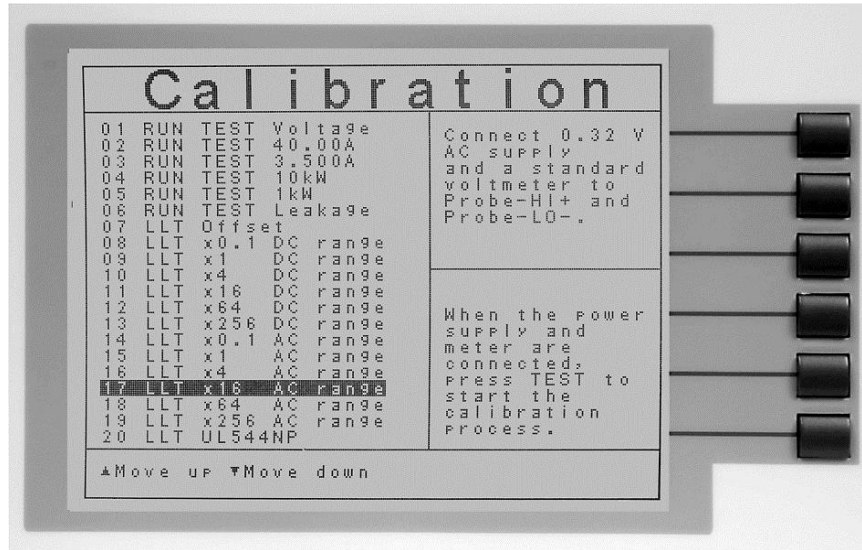 Calibration
01 RUN TEST Voltage
02 RUN TEST 40.00A
03 RUN TEST 3.500A
04 RUN TEST 10kW
05 RUN TEST 1kW
06 RUN TEST Leakage
07 LLT Offset
08 LLT x0.1 DC range
09 LLT x1 DC range
10 LLT x4 DC range
11 LLT x16 DC range
12 LLT x64 DC range
13 LLT x256 DC range
14 LLT x0.1 AC range
15 LLT x1 AC range
16 LLT x4 AC range
17 LLT x16 AC range
18 LLT x64 AC range
19 LLT x256 AC range
20 LLT UL544NP
Connect 0.32 V
AC supply
and a standard
voltmeter to
Probe-HI+ and
Probe-LO-.
When the power
supply and
meter are
connected,
press TEST to
start the
calibration
process.
▲Move up ▼Move down